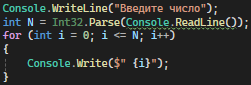 Console.WriteLine("Введите число");
int N = Int32.Parse(Console.ReadLine());
for (int i = 0; i <= N; i++)
{
    Console.Write($" {i}");
}